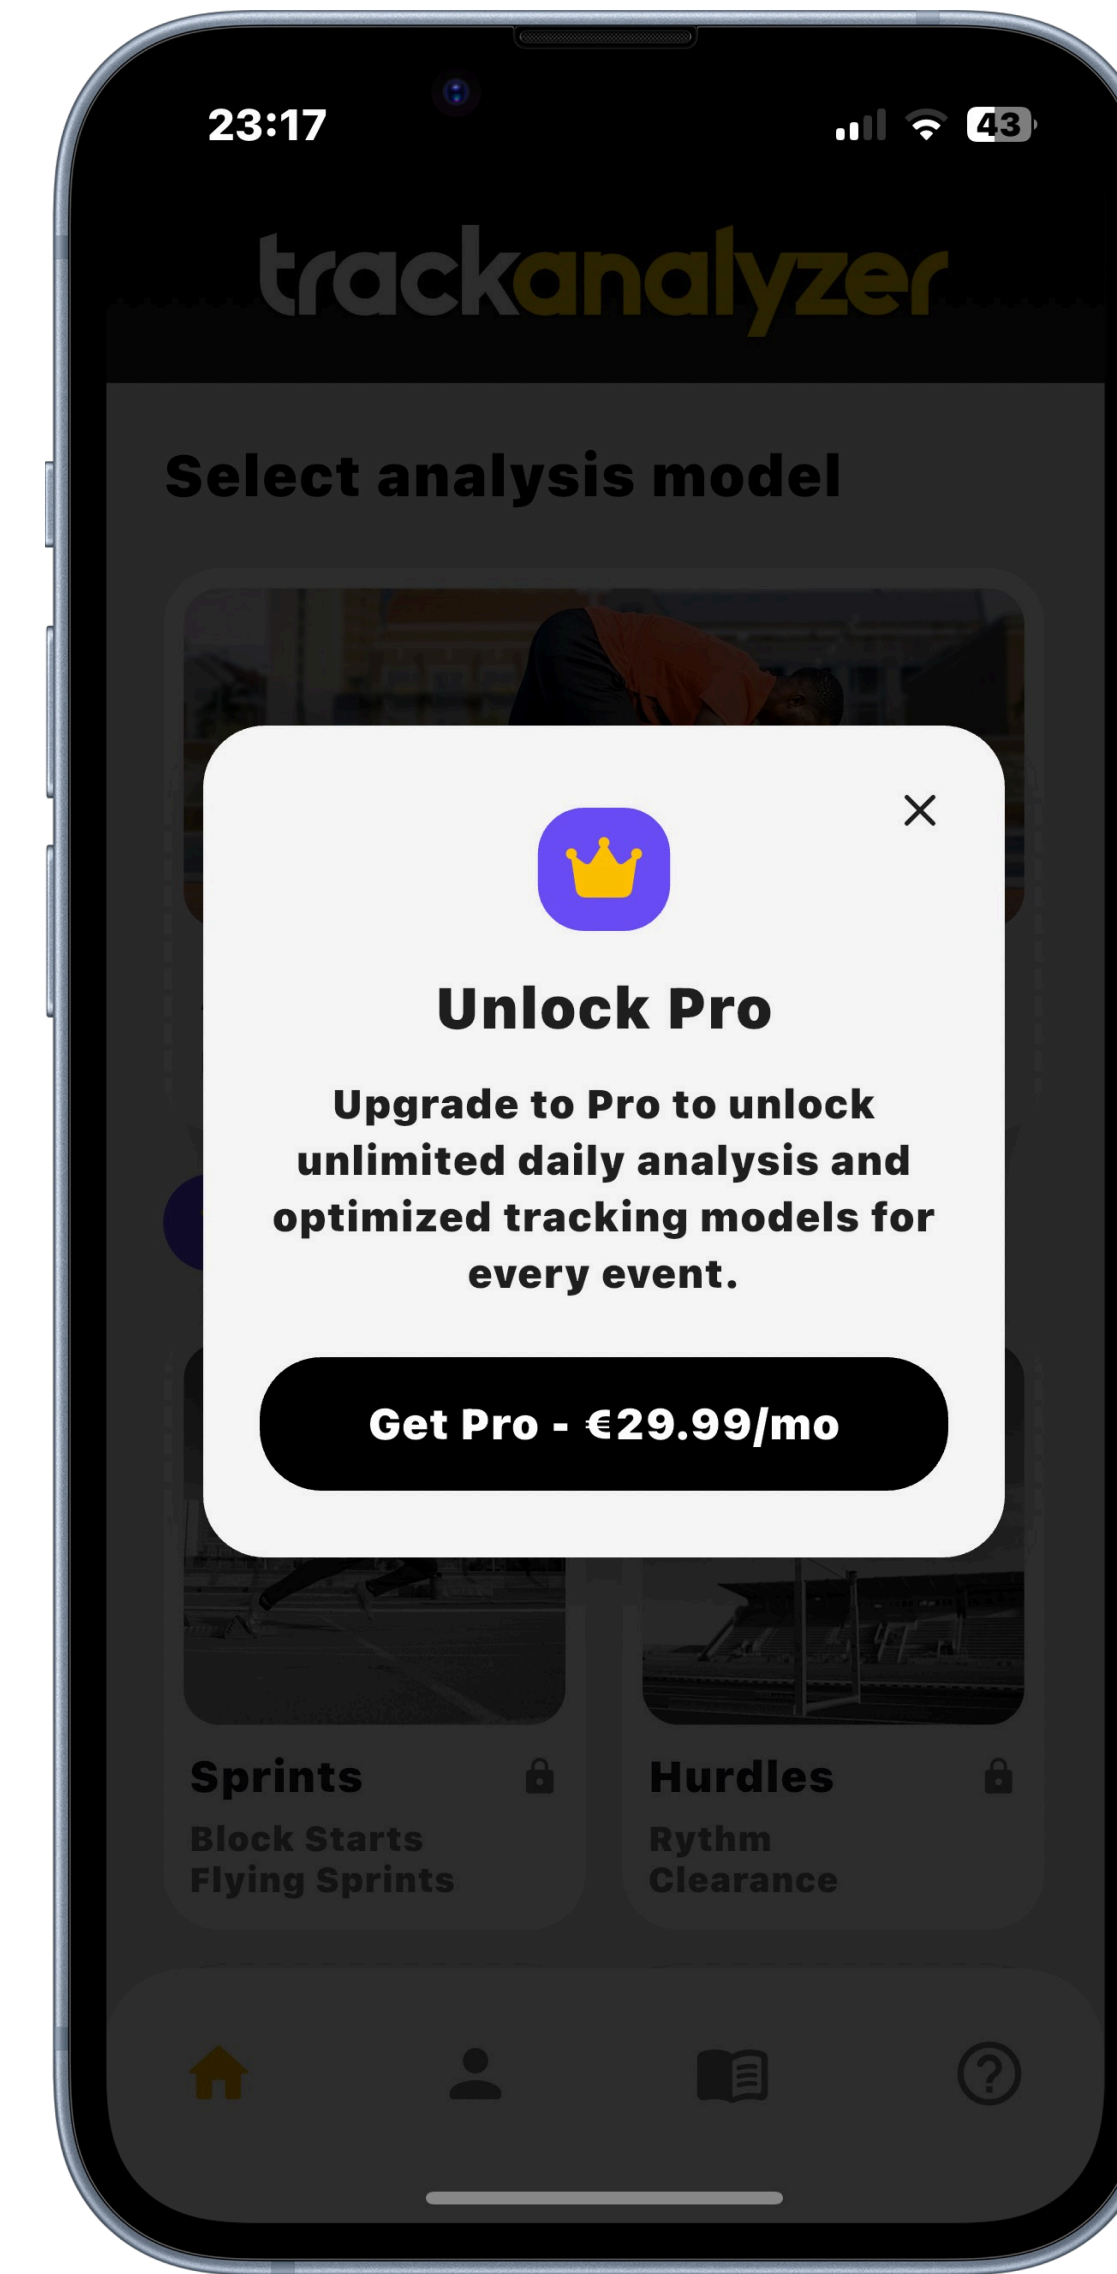 23:17
43
trackanalyzer
Select analysis model
Unlock Pro
Upgrade to Pro to unlock
unlimited daily analysis and
optimized tracking models for
every event.
Get Pro - €29.99/mo
Sprints
Block Starts
Flying Sprints
Hurdles
Rythm
Clearance